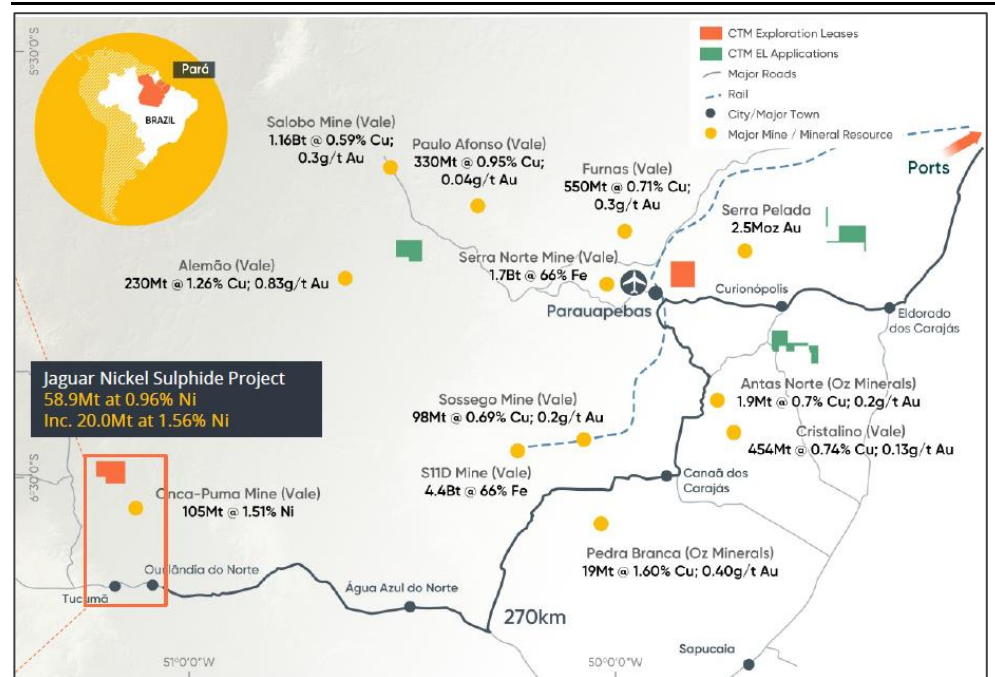 CTM Exploration Leases
CTM EL Applications
Major Roads
Rail
City/Major Town
Major Mine / Mineral Resource
5°30'0"S
Pará
BRAZIL
Salobo Mine (Vale)
1.16Bt @ 0.59% Cu;
0.3g/t Au
Paulo Afonso (Vale)
330Mt @ 0.95% Cu;
0.04g/t Au
Furnas (Vale)
550Mt @ 0.71% Cu;
0.3g/t Au
Ports
Serra Pelada
2.5Moz Au
Alemão (Vale)
230Mt @ 1.26% Cu; 0.83g/t Au
Serra Norte Mine (Vale)
1.7Bt @ 66% Fe
Parauapebas
Curionópolis
Eldorado
dos Carajás
Jaguar Nickel Sulphide Project
58.9Mt at 0.96% Ni
Inc. 20.0Mt at 1.56% Ni
Sossego Mine (Vale)
98Mt @ 0.69% Cu; 0.2g/t Au
Antas Norte (Oz Minerals)
1.9Mt @ 0.7% Cu; 0.2g/t Au
Cristalino (Vale)
454Mt @ 0.74% Cu; 0.13g/t Au
6°30'0"S
Onca-Puma Mine (Vale)
105Mt @ 1.51% Ni
S11D Mine (Vale)
4.4Bt @ 66% Fe
Canaã dos
Carajás
Pedra Branca (Oz Minerals)
19Mt @ 1.60% Cu; 0.40g/t Au
Ourlândia do Norte
Tucumã
Água Azul do Norte
270km
Sapucaia
51°0'0"W
50°0'0"W